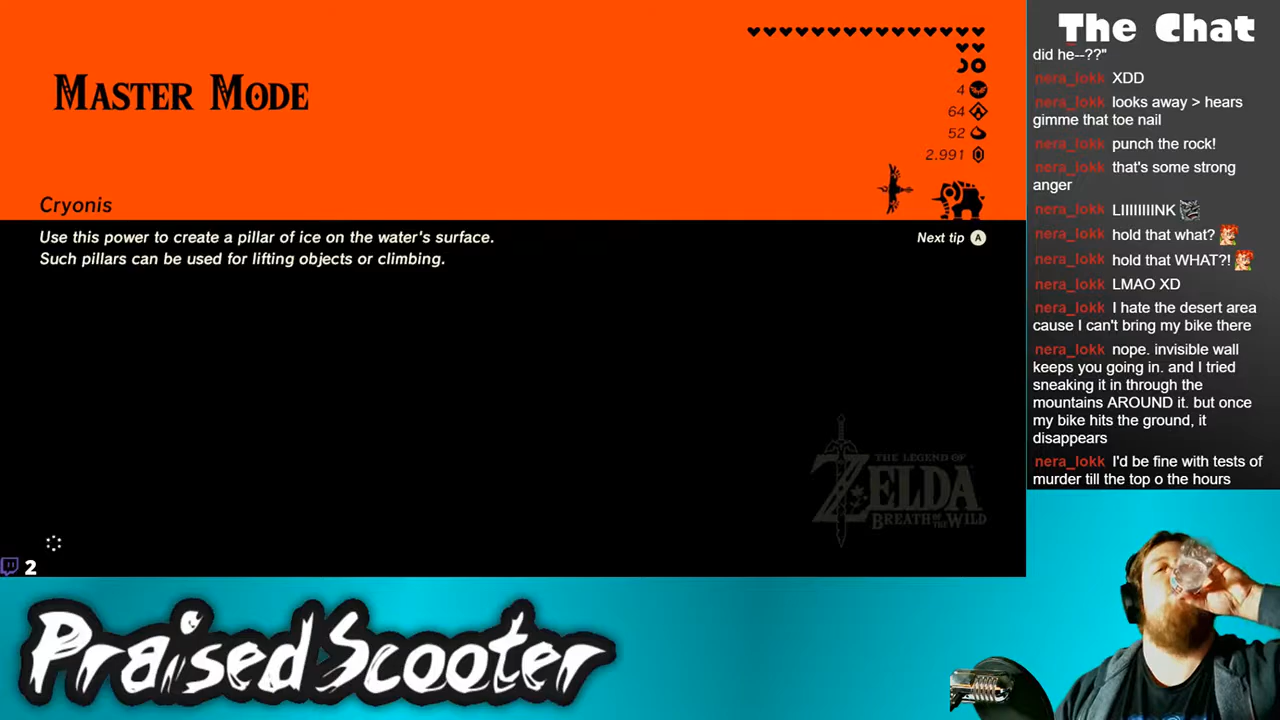 MASTER MODE
4
64
52
2.991
Cryonis
Use this power to create a pillar of ice on the water's surface.
Such pillars can be used for lifting objects or climbing.
Next tip A
THE LEGEND OF
ZELDA
BREATH OF THE WILD
2
PraisedScooter
The Chat
did he--??"
nera_lokk XDD
nera_lokk looks away > hears
gimme that toe nail
nera_lokk punch the rock!
nera_lokk that's some strong
anger
nera_lokk LIIIIIIIINK
nera_lokk hold that what?
nera_lokk hold that WHAT?!
nera_lokk LMAO XD
nera_lokk I hate the desert area
cause I can't bring my bike there
nera_lokk nope. invisible wall
keeps you going in. and I tried
sneaking it in through the
mountains AROUND it. but once
my bike hits the ground, it
disappears
nera_lokk I'd be fine with tests of
murder till the top o the hours